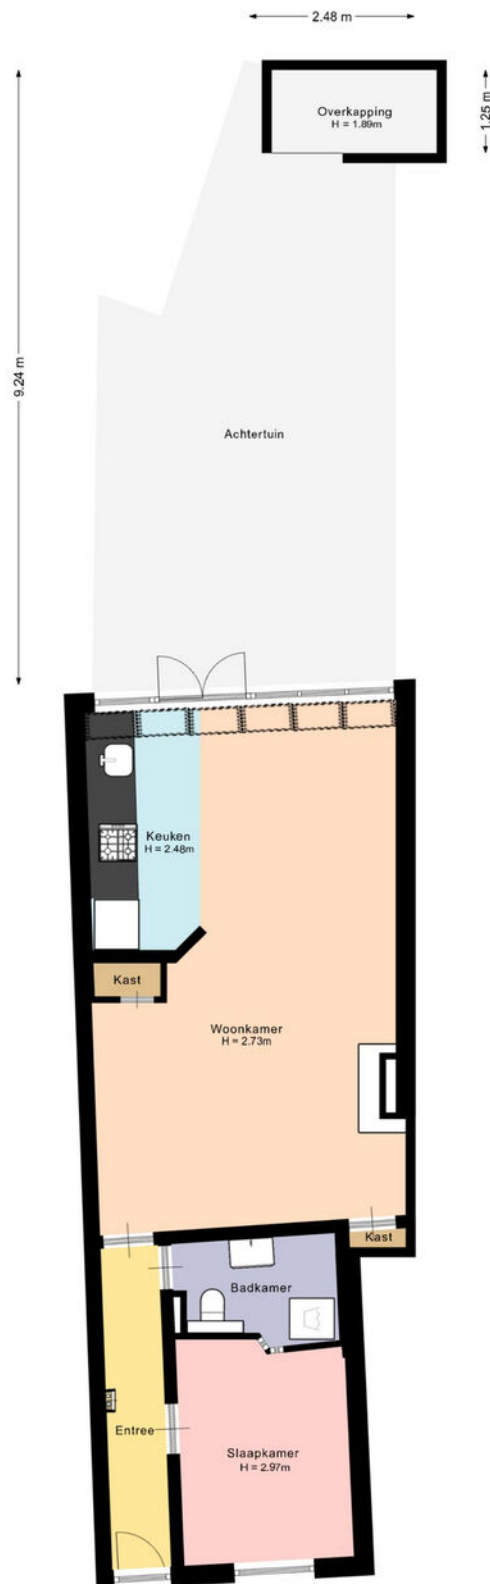 2.48 m
Overkapping
H = 1.89m
1.25 m
9.24 m
Achtertuin
Keuken
H = 2.48m
Kast
Woonkamer
H = 2.73m
Kast
Badkamer
Entree
Slaapkamer
H = 2.97m